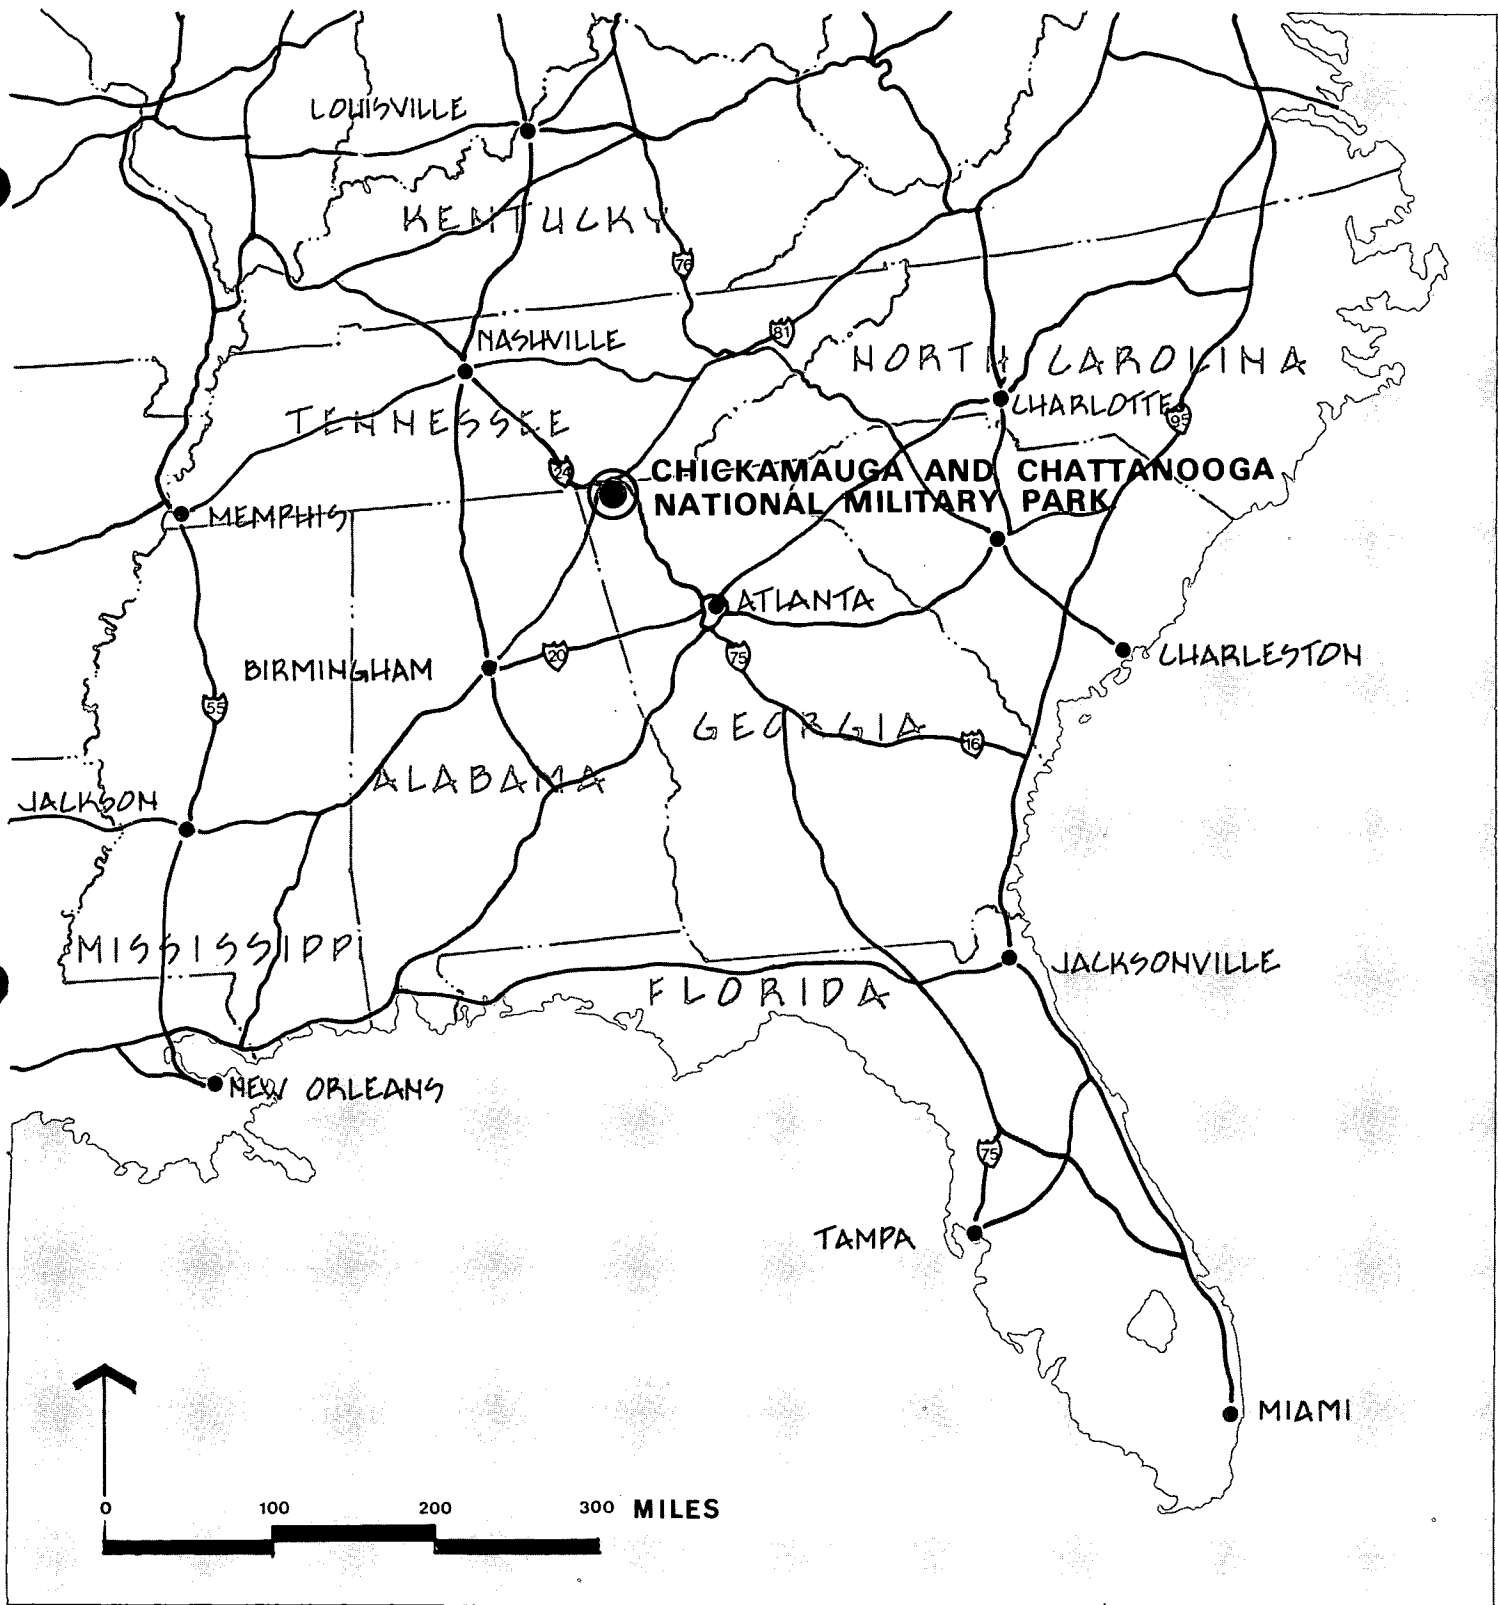 LOUISVILLE
KENTUCKY
76
81
NASHVILLE
NORTH CAROLINA
CHARLOTTE
95
TENNESSEE
24
CHICKAMAUGA AND CHATTANOOGA
NATIONAL MILITARY PARK
MEMPHIS
ATLANTA
BIRMINGHAM
20
75
CHARLESTON
55
GEORGIA
16
ALABAMA
JACKSON
MISSISSIPPI
JACKSONVILLE
FLORIDA
NEW ORLEANS
75
TAMPA
MIAMI
0 100 200 300 MILES